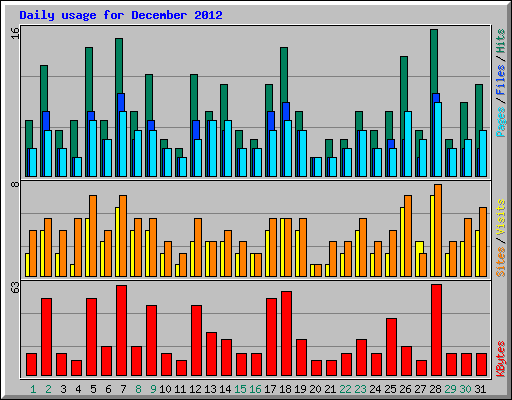 Daily usage for December 2012
16
Pages / Files / Hits
8
Sites / Visits
63
KBytes
1 2 3 4 5 6 7 8 9 10 11 12 13 14 15 16 17 18 19 20 21 22 23 24 25 26 27 28 29 30 31